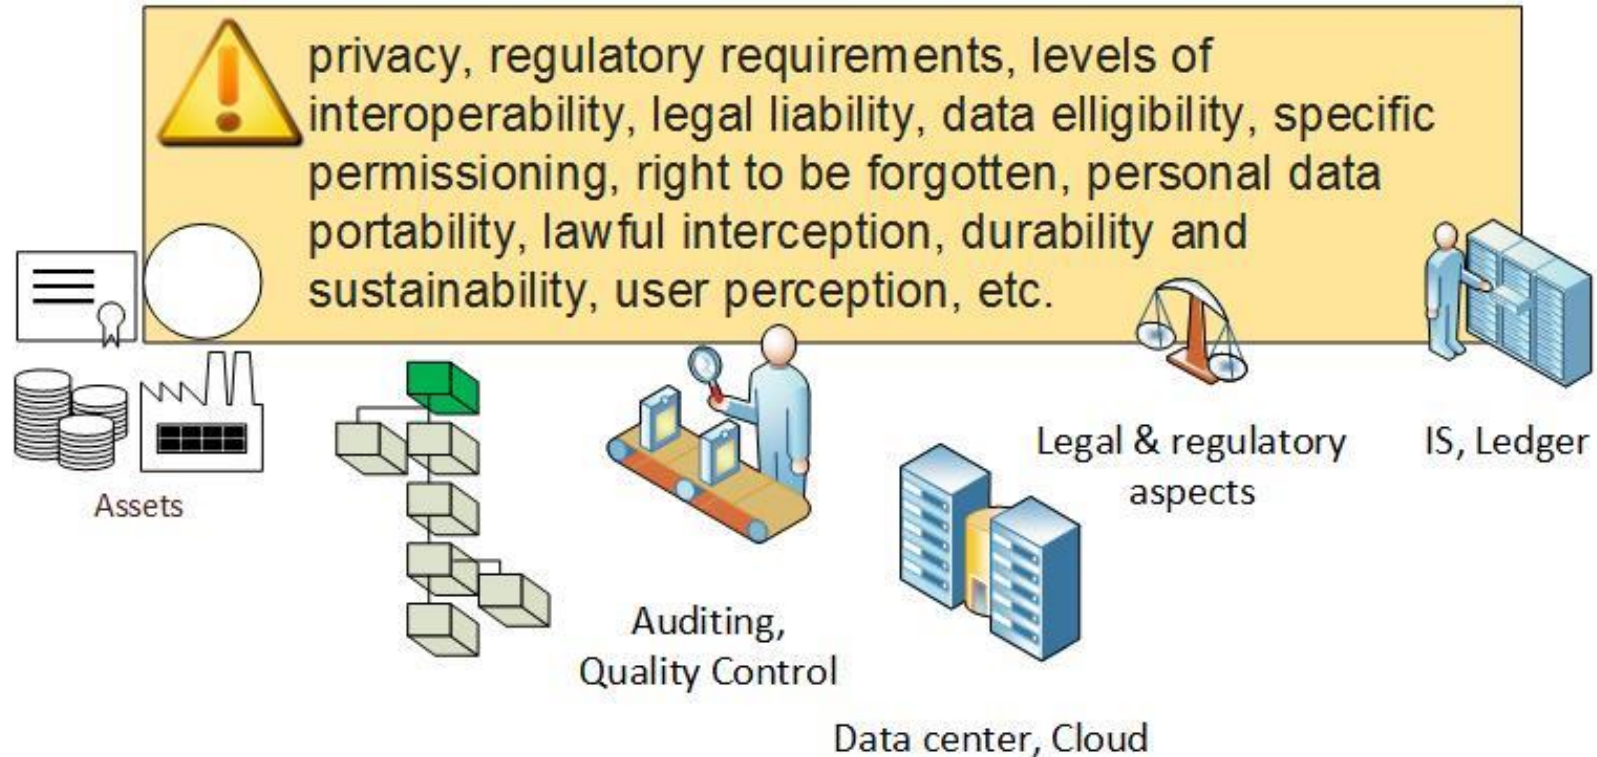 privacy, regulatory requirements, levels of
interoperability, legal liability, data elligibility, specific
permissioning, right to be forgotten, personal data
portability, lawful interception, durability and
sustainability, user perception, etc.
Assets
Auditing,
Quality Control
Data center, Cloud
Legal & regulatory
aspects
IS, Ledger